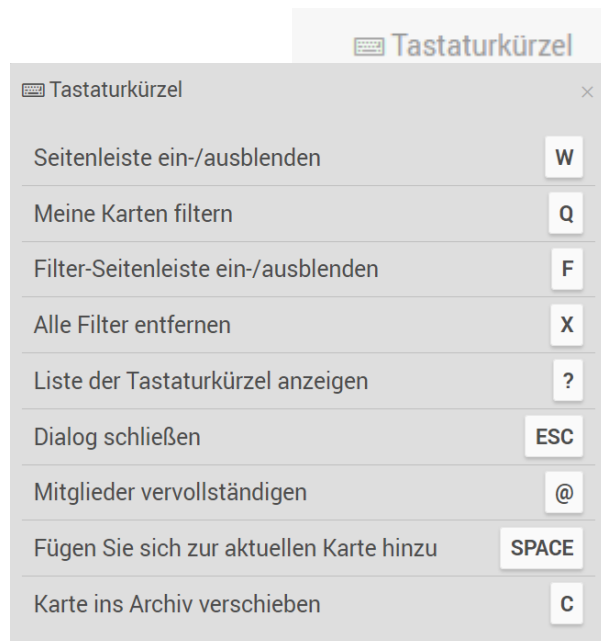 Tastaturkürzel
Tastaturkürzel ×
Seitenleiste ein-/ausblenden W
Meine Karten filtern Q
Filter-Seitenleiste ein-/ausblenden F
Alle Filter entfernen X
Liste der Tastaturkürzel anzeigen ?
Dialog schließen ESC
Mitglieder vervollständigen @
Fügen Sie sich zur aktuellen Karte hinzu SPACE
Karte ins Archiv verschieben C